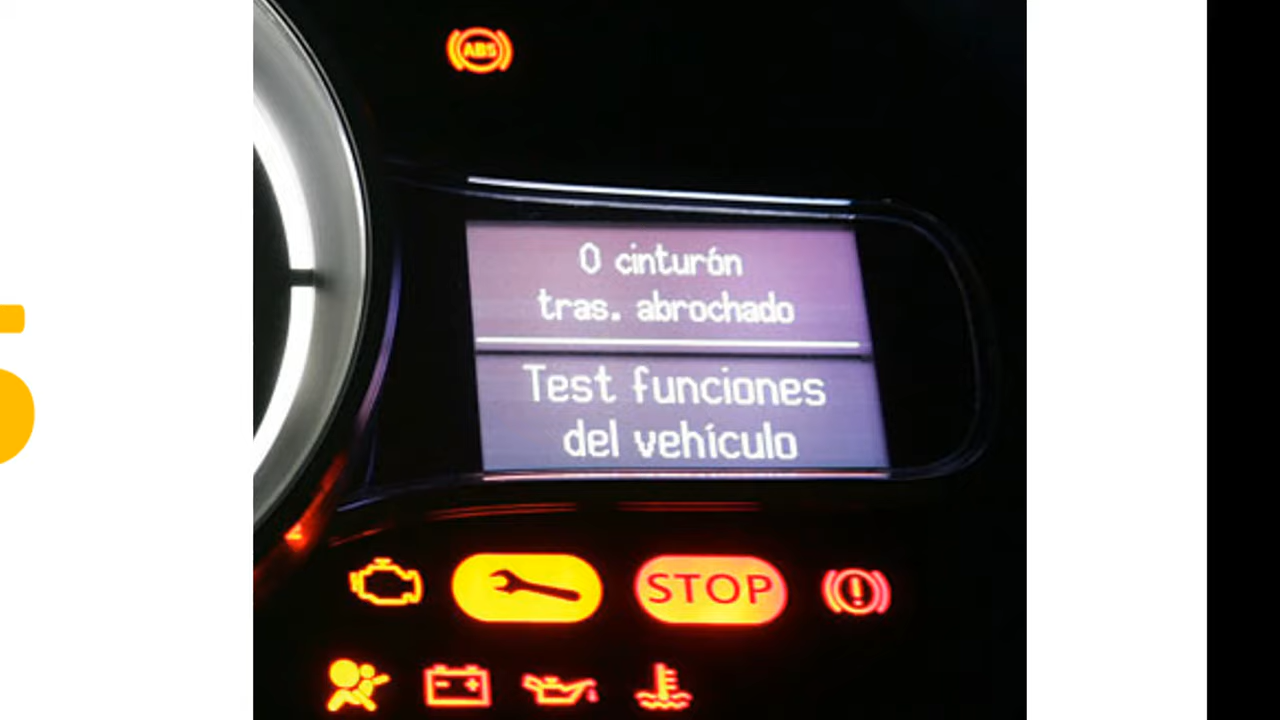 ABS
0 cinturón
tras. abrochado
Test funciones
del vehículo
STOP